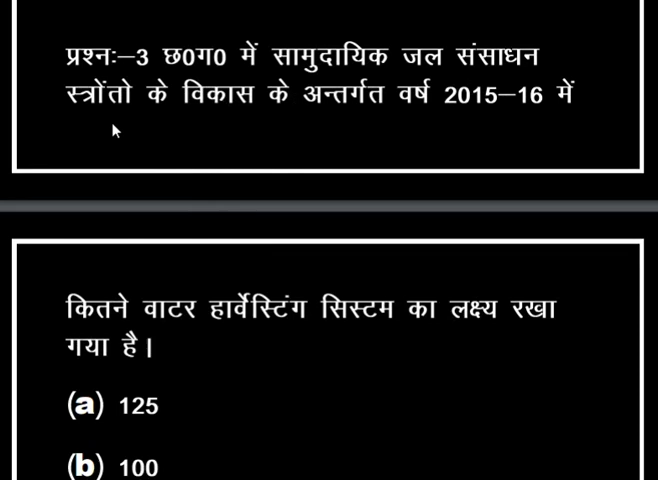 प्रश्नः–3 छ0ग0 में सामुदायिक जल संसाधन
स्त्रोंतो के विकास के अन्तर्गत वर्ष 2015–16 में
कितने वाटर हार्वेस्टिंग सिस्टम का लक्ष्य रखा
गया है।
(a) 125
(b) 100